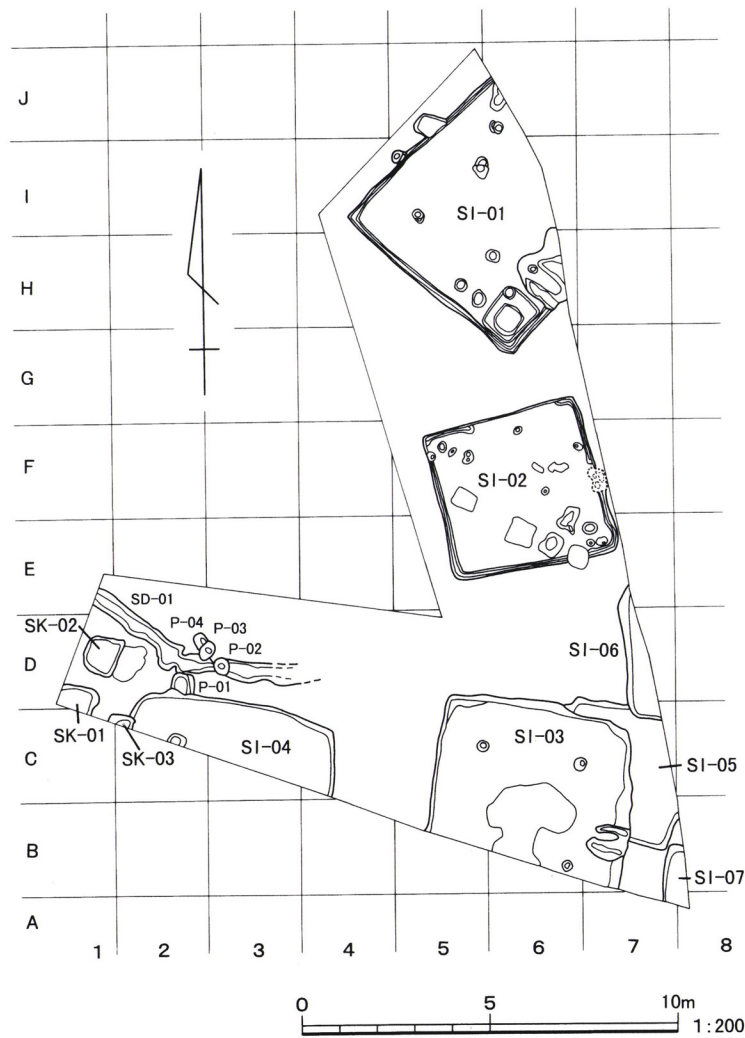 J
I
SI-01
H
G
F
SI-02
E
SD-01
SK-02
P-04
P-03
P-02
D
SI-06
P-01
SK-01
SK-03
SI-04
SI-03
C
SI-05
B
SI-07
A
1 2 3 4 5 6 7 8
0 5 10m
1:200